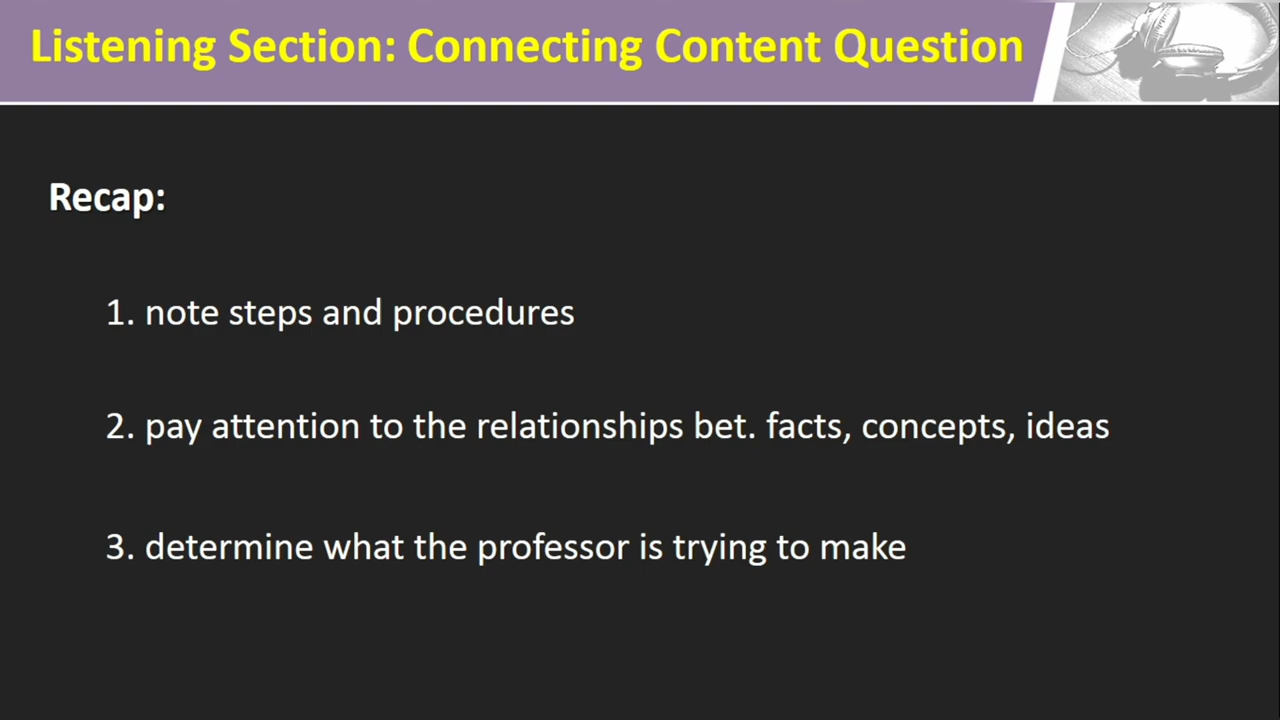 Listening Section: Connecting Content Question
Recap:
1. note steps and procedures
2. pay attention to the relationships bet. facts, concepts, ideas
3. determine what the professor is trying to make